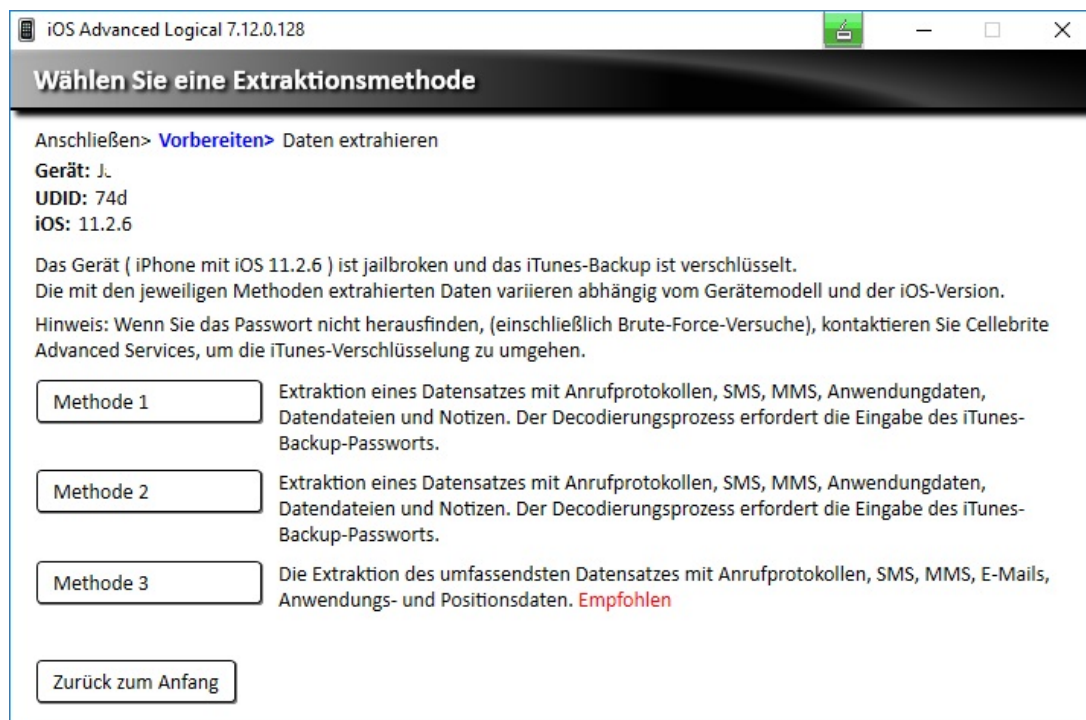 iOS Advanced Logical 7.12.0.128
Wählen Sie eine Extraktionsmethode
Anschließen> Vorbereiten> Daten extrahieren
Gerät:
UDID: 74d
iOS: 11.2.6
Das Gerät ( iPhone mit iOS 11.2.6 ) ist jailbroken und das iTunes-Backup ist verschlüsselt.
Die mit den jeweiligen Methoden extrahierten Daten variieren abhängig vom Gerätemodell und der iOS-Version.
Hinweis: Wenn Sie das Passwort nicht herausfinden, (einschließlich Brute-Force-Versuche), kontaktieren Sie Cellebrite
Advanced Services, um die iTunes-Verschlüsselung zu umgehen.
Methode 1
Extraktion eines Datensatzes mit Anrufprotokollen, SMS, MMS, Anwendungdaten,
Datendateien und Notizen. Der Decodierungsprozess erfordert die Eingabe des iTunes-
Backup-Passworts.
Methode 2
Extraktion eines Datensatzes mit Anrufprotokollen, SMS, MMS, Anwendungdaten,
Datendateien und Notizen. Der Decodierungsprozess erfordert die Eingabe des iTunes-
Backup-Passworts.
Methode 3
Die Extraktion des umfassendsten Datensatzes mit Anrufprotokollen, SMS, MMS, E-Mails,
Anwendungs- und Positionsdaten. Empfohlen
Zurück zum Anfang